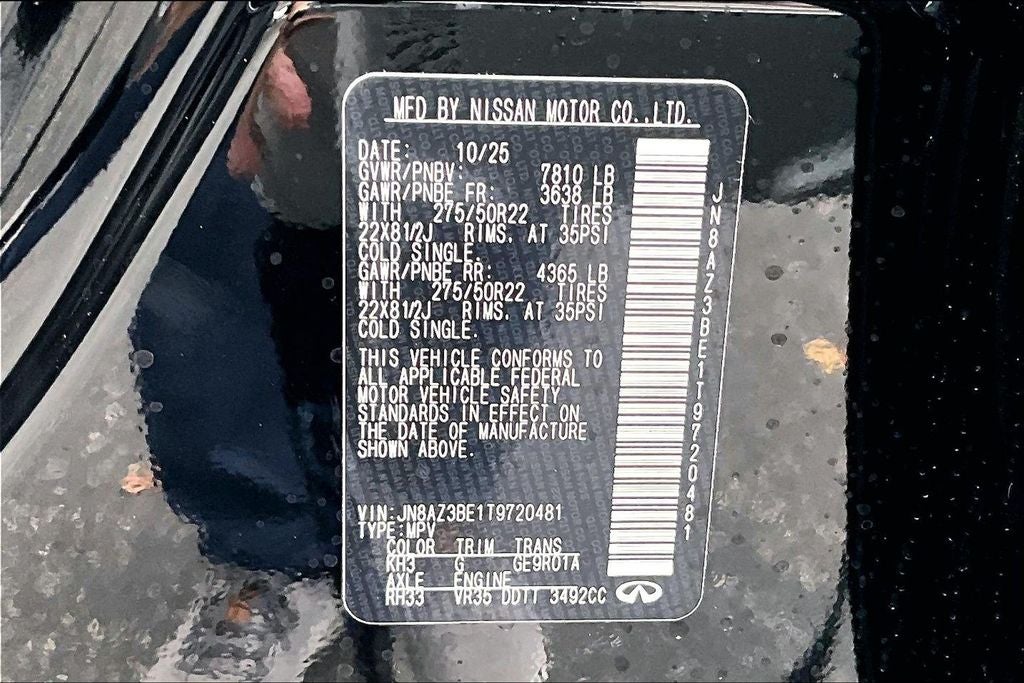 MFD BY NISSAN MOTOR CO.,LTD.
DATE: 10/25
GVWR/PNBV: 7810 LB
GAWR/PNBE FR: 3638 LB
WITH 275/50R22 TIRES
22X81/2J RIMS. AT 35PSI
COLD SINGLE.
GAWR/PNBE RR: 4365 LB
WITH 275/50R22 TIRES
22X81/2J RIMS. AT 35PSI
COLD SINGLE.
THIS VEHICLE CONFORMS TO
ALL APPLICABLE FEDERAL
MOTOR VEHICLE SAFETY
STANDARDS IN EFFECT ON
THE DATE OF MANUFACTURE
SHOWN ABOVE.
VIN:JN8AZ3BE1T9720481
TYPE:MPV
COLOR TRIM TRANS
KH3 G GE9R01A
AXLE ENGINE
RH33 VR35 DDTT 3492CC
JN8AZ3BE1T9720481